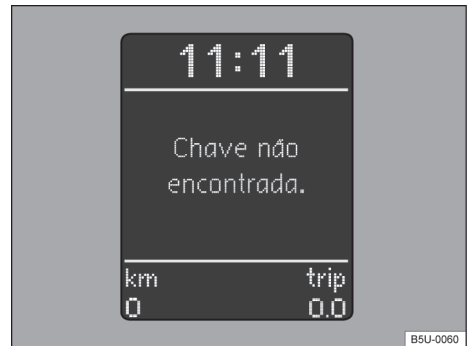 11:11
Chave não
encontrada.
km trip
0 0.0
B5U-0060